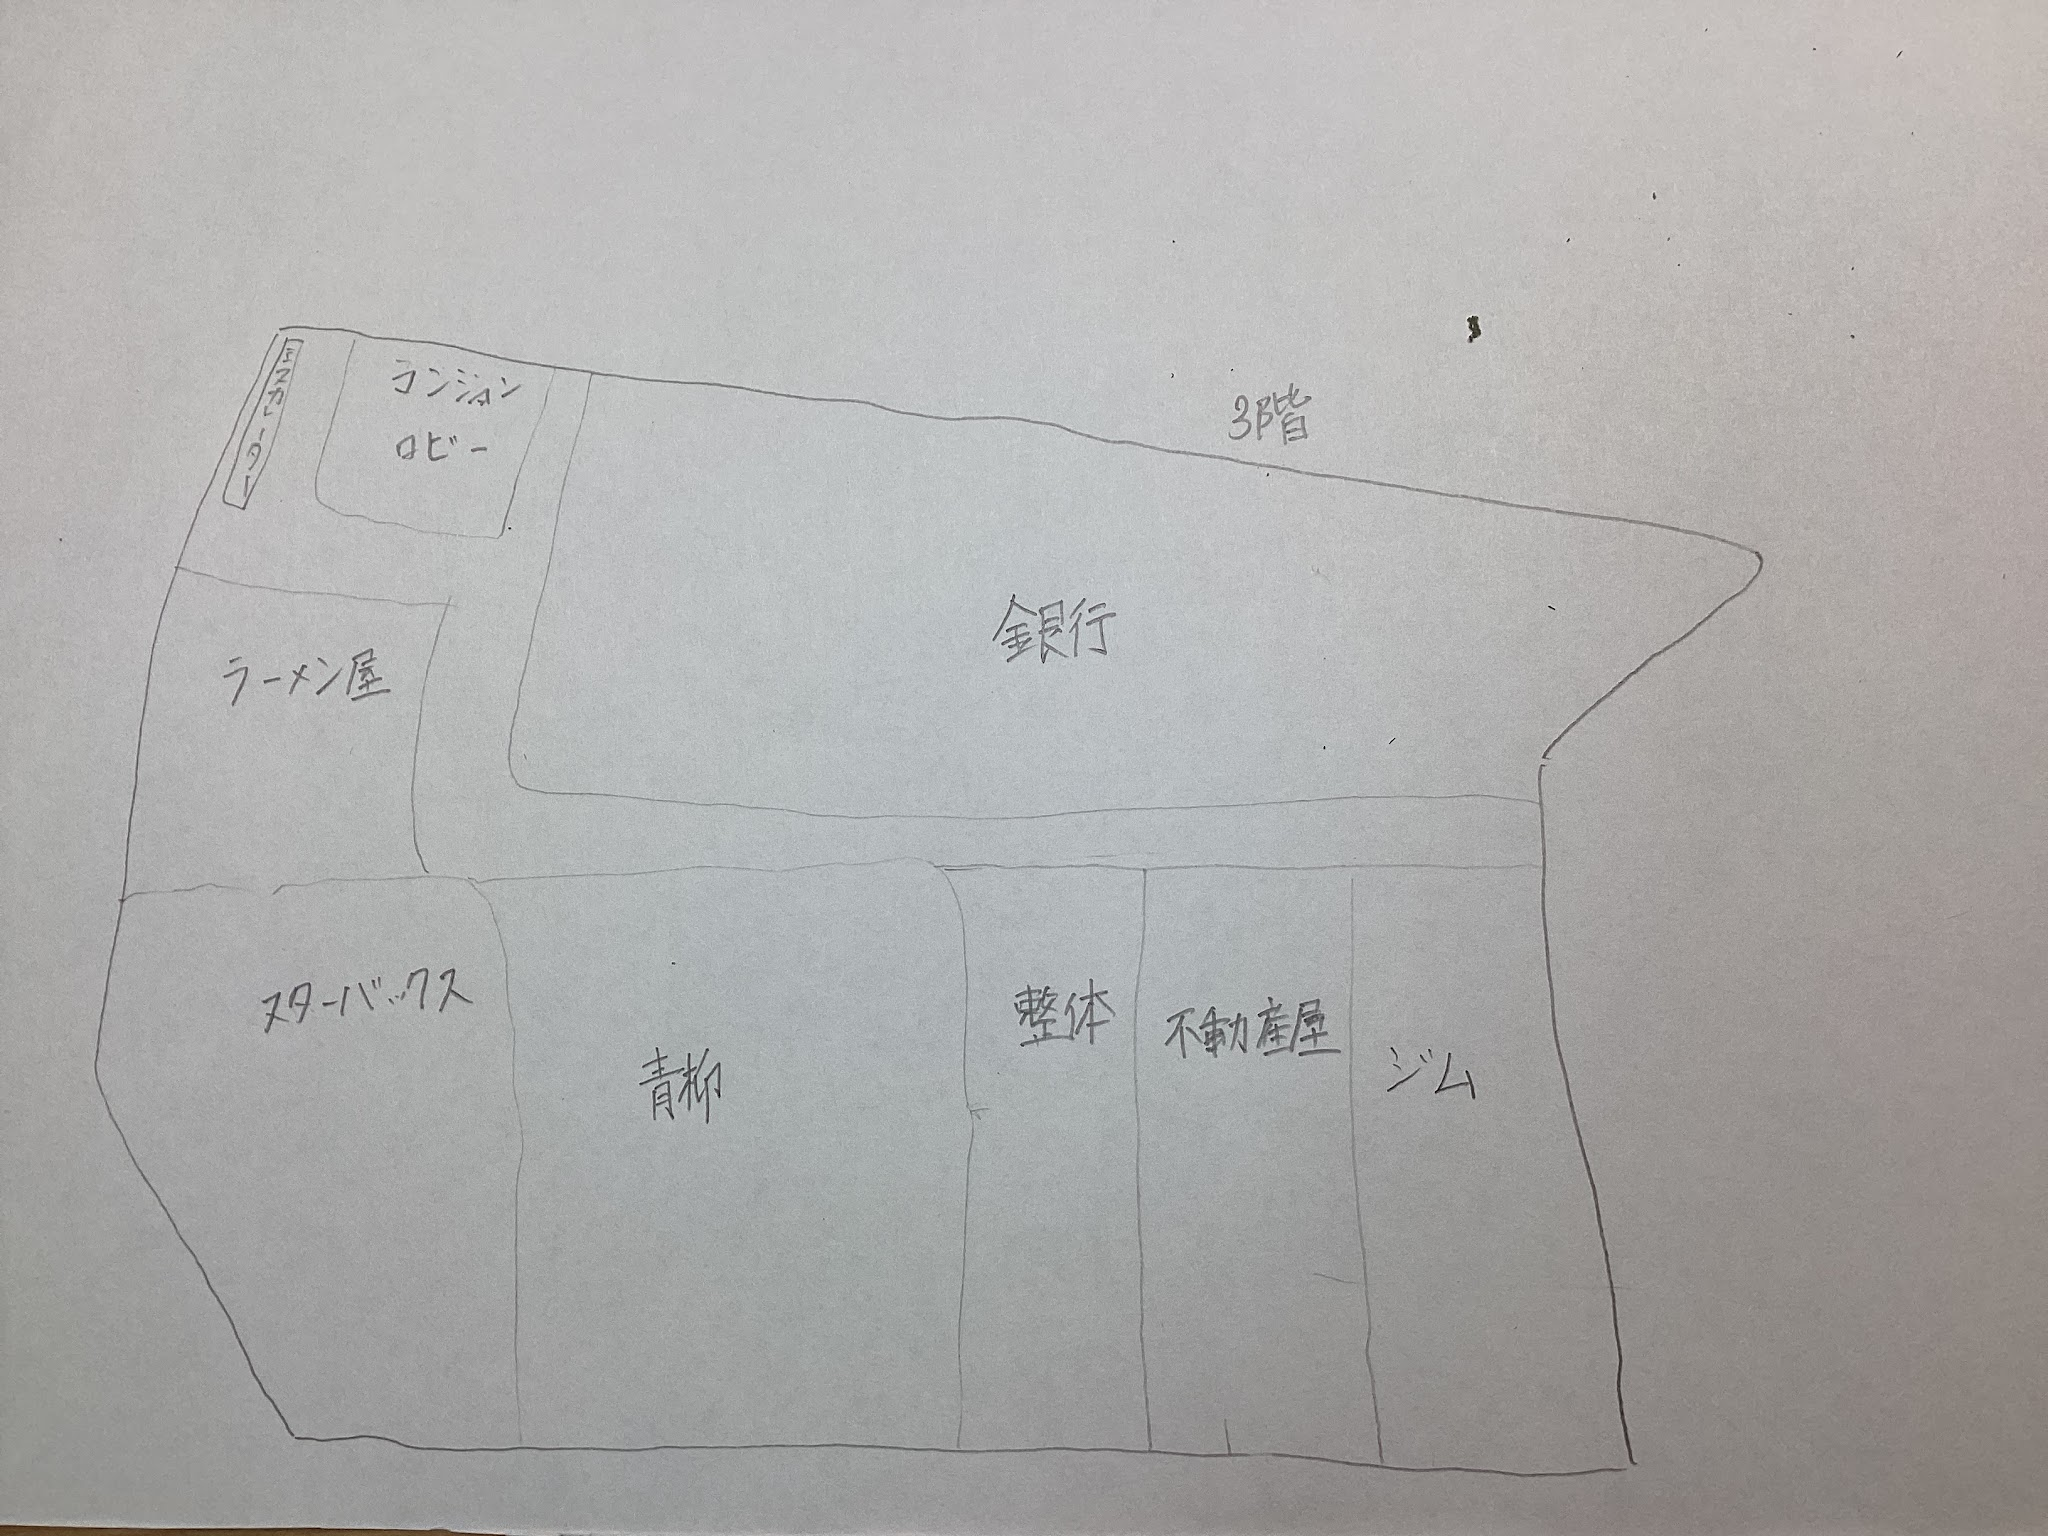 3階
エスカレーター
マンション
ロビー
銀行
ラーメン屋
スターバックス
青柳
整体
不動産屋
ジム